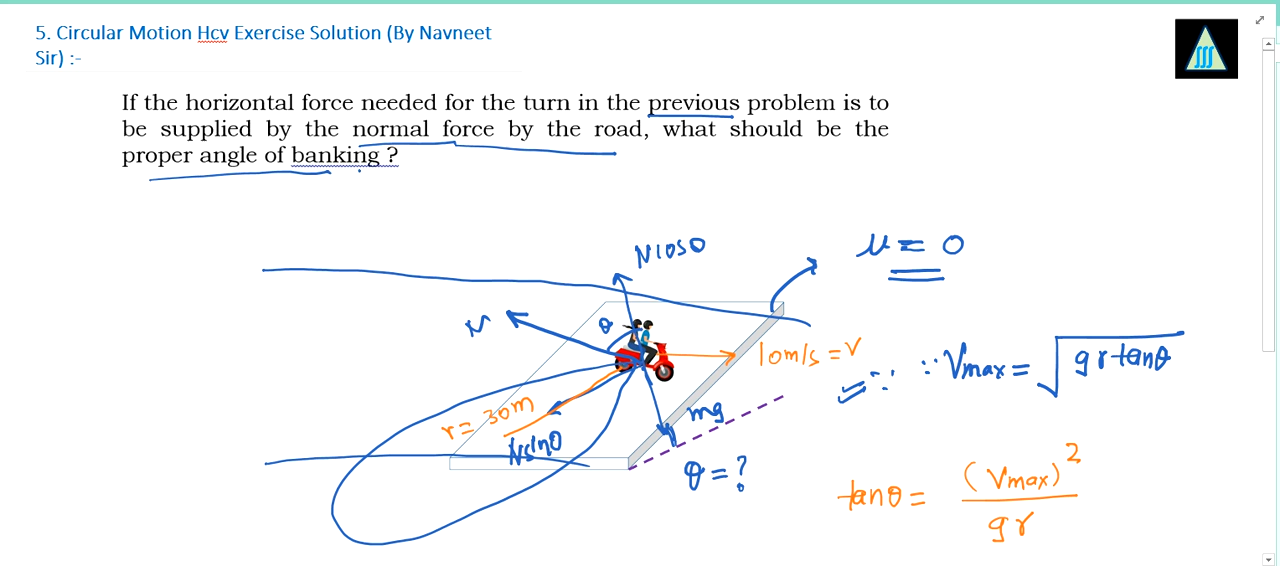 5. Circular Motion Hcv Exercise Solution (By Navneet
Sir) :-
If the horizontal force needed for the turn in the previous problem is to
be supplied by the normal force by the road, what should be the
proper angle of banking ?
Ncosθ
μ = 0
N
θ
10m/s = V
∵ Vmax = √grtanθ
r = 30m
mg
Nsinθ
θ = ?
tanθ = (Vmax)²
gr
∫∫∫